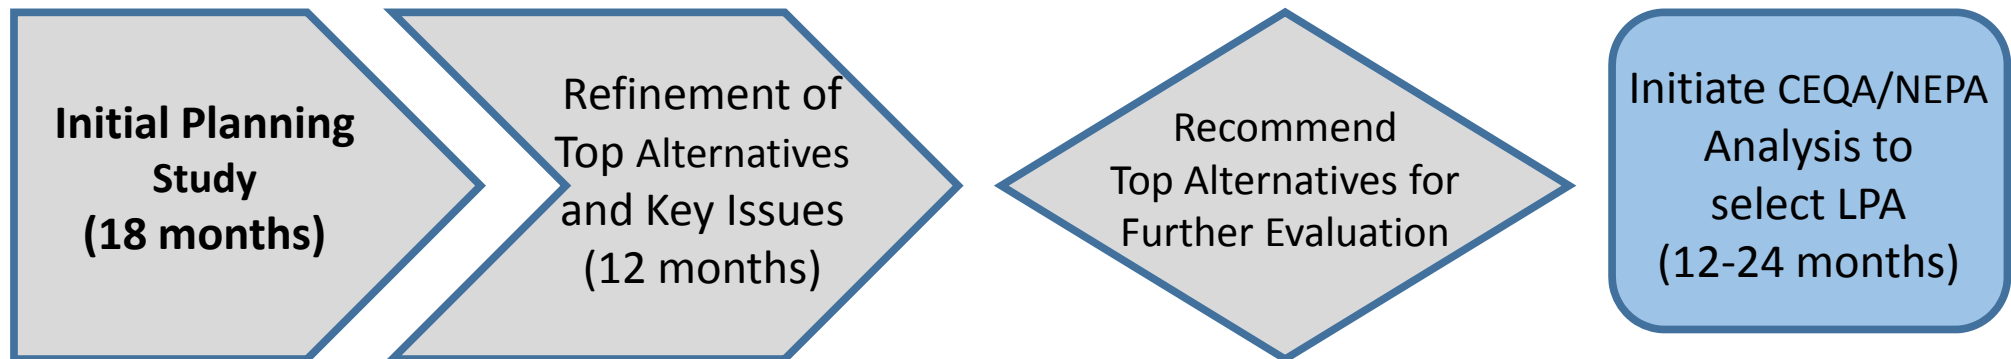 Initial Planning
Study
(18 months)
Refinement of
Top Alternatives
and Key Issues
(12 months)
Recommend
Top Alternatives for
Further Evaluation
Initiate CEQA/NEPA
Analysis to
select LPA
(12-24 months)